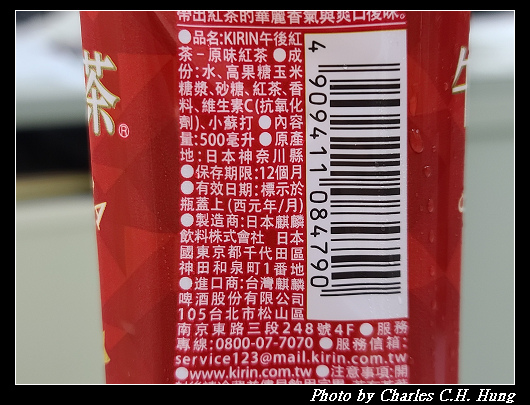 帶出紅茶的華麗香氣與爽口後味。
●品名:KIRIN午後紅
茶－原味紅茶●成
份:水、高果糖玉米
糖漿、砂糖、紅茶、香
料、維生素C(抗氧化
劑)、小蘇打●內容
量:500毫升●原產
地:日本神奈川縣
●保存期限:12個月
●有效日期:標示於
瓶蓋上(西元年/月)
●製造商:日本麒麟
飲料株式會社 日本
國東京都千代田區
神田和泉町1番地
●進口商:台灣麒麟
啤酒股份有限公司
105台北市松山區
南京東路三段248號4F●服務
專線:0800-07-7070●服務信箱:
service123@mail.kirin.com.tw
●www.kirin.com.tw●注意事項:開
4909411084790
茶®
Photo by Charles C.H. Hung